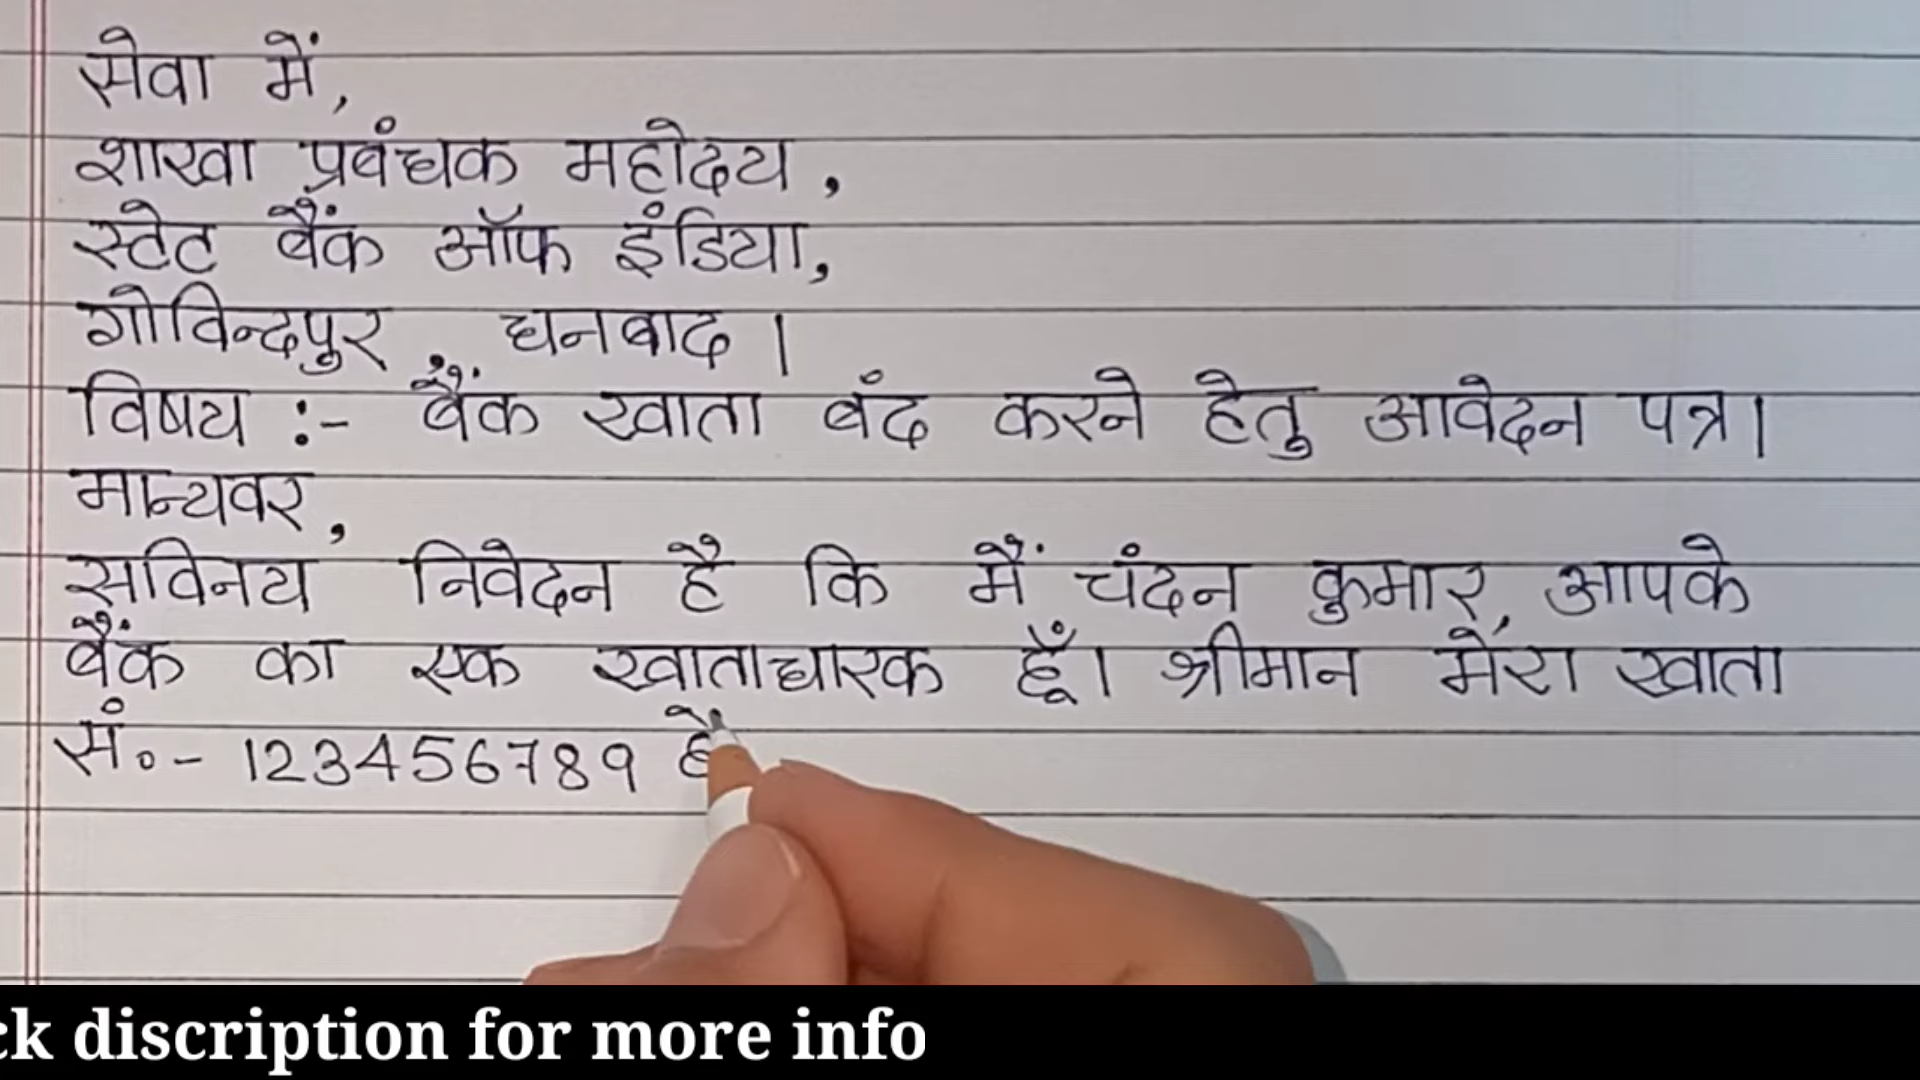 सेवा में,
शाखा प्रबंधक महोदय,
स्टेट बैंक ऑफ इंडिया,
गोविन्दपुर, धनबाद।
विषय :- बैंक खाता बंद करने हेतु आवेदन पत्र।
मान्यवर,
सविनय निवेदन है कि मैं चंदन कुमार, आपके
बैंक का एक खाताधारक हूँ। श्रीमान मेरा खाता
सं०- 123456789 है
ck discription for more info